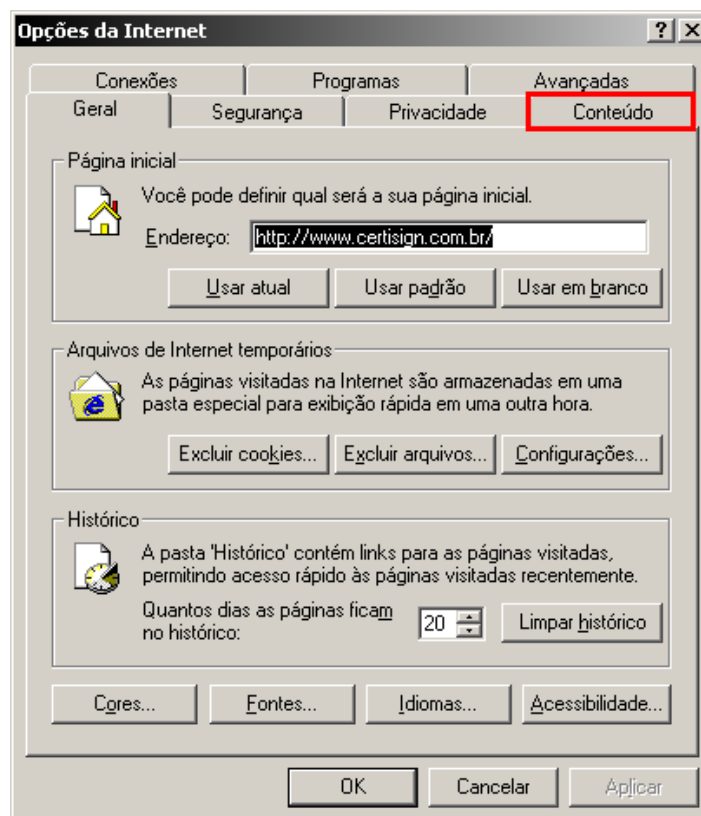 Opções da Internet
Conexões Programas Avançadas
Geral Segurança Privacidade Conteúdo
Página inicial
Você pode definir qual será a sua página inicial.
Endereço: http://www.certisign.com.br/
Usar atual Usar padrão Usar em branco
Arquivos de Internet temporários
As páginas visitadas na Internet são armazenadas em uma
pasta especial para exibição rápida em uma outra hora.
Excluir cookies... Excluir arquivos... Configurações...
Histórico
A pasta 'Histórico' contém links para as páginas visitadas,
permitindo acesso rápido às páginas visitadas recentemente.
Quantos dias as páginas ficam
no histórico: 20 Limpar histórico
Cores... Fontes... Idiomas... Acessibilidade...
OK Cancelar Aplicar